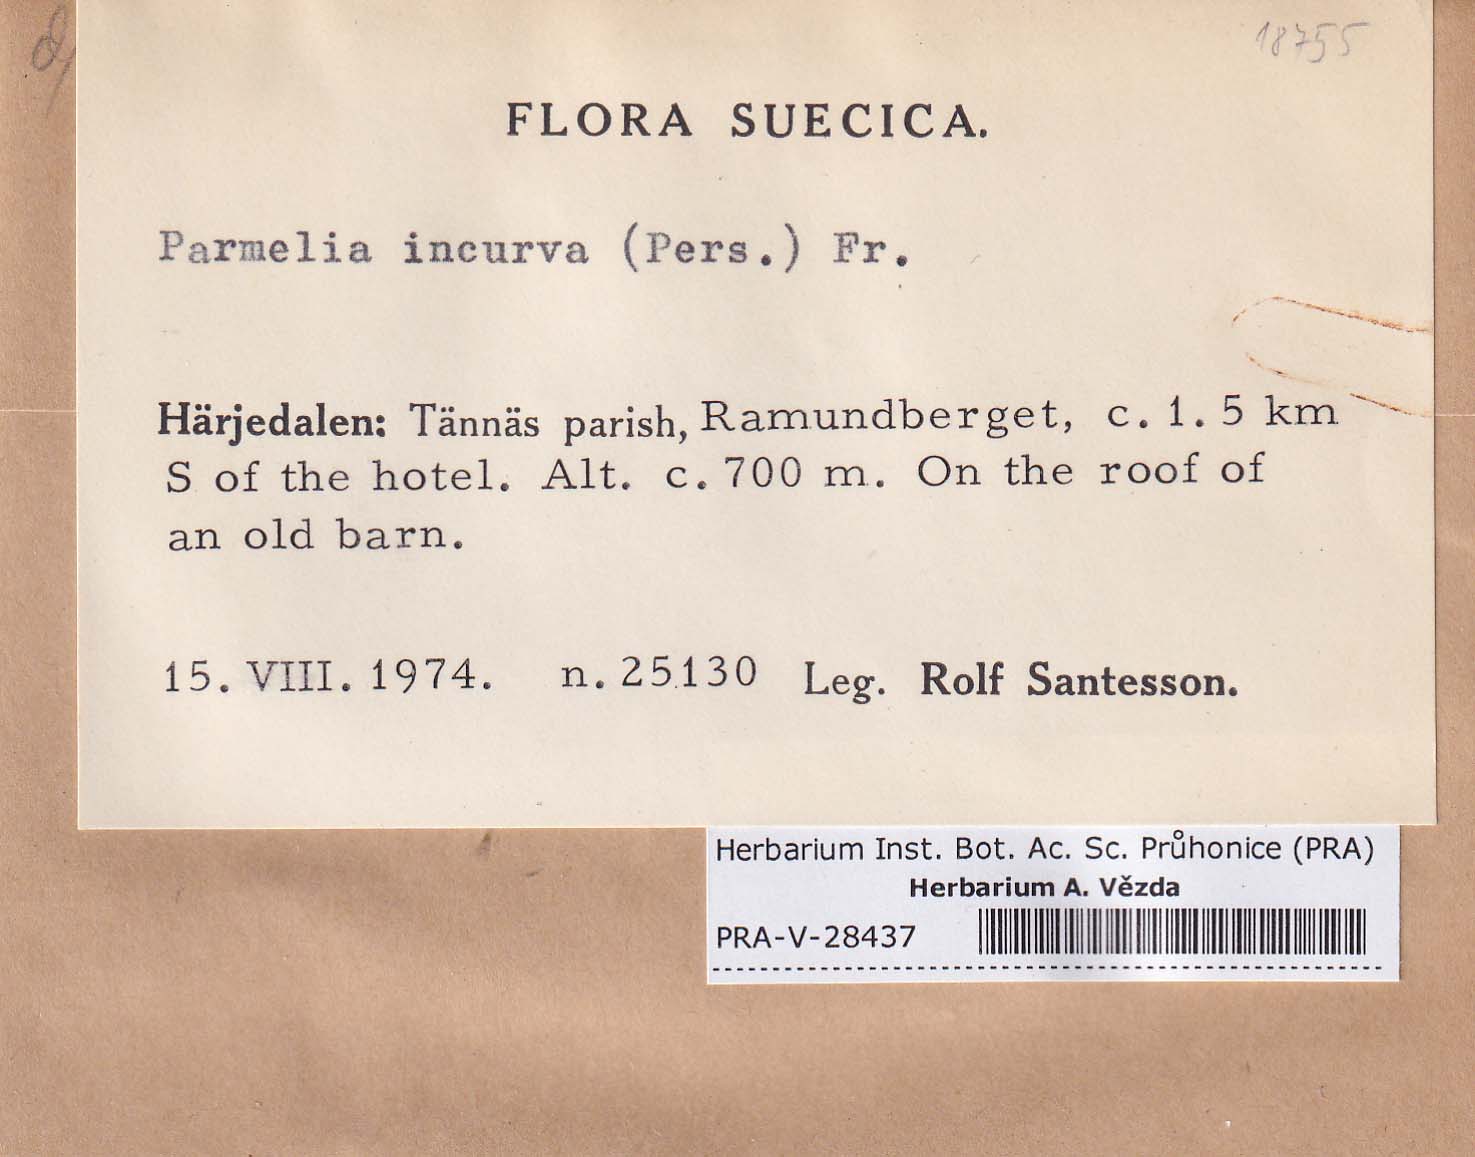 18755
FLORA SUECICA.
Parmelia incurva (Pers.) Fr.
Härjedalen: Tännäs parish, Ramundberget, c. 1.5 km
S of the hotel. Alt. c. 700 m. On the roof of
an old barn.
15. VIII. 1974. n. 25130 Leg. Rolf Santesson.
Herbarium Inst. Bot. Ac. Sc. Průhonice (PRA)
Herbarium A. Vězda
PRA-V-28437